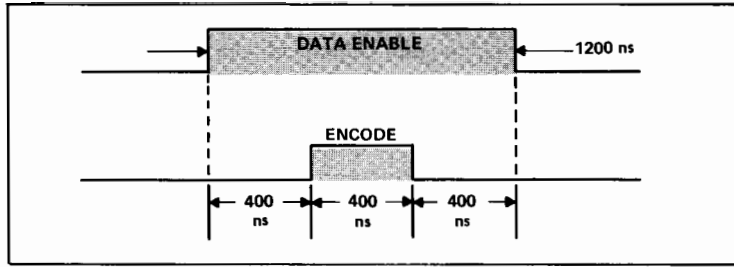 DATA ENABLE
1200 ns
ENCODE
400 400 400
ns ns ns